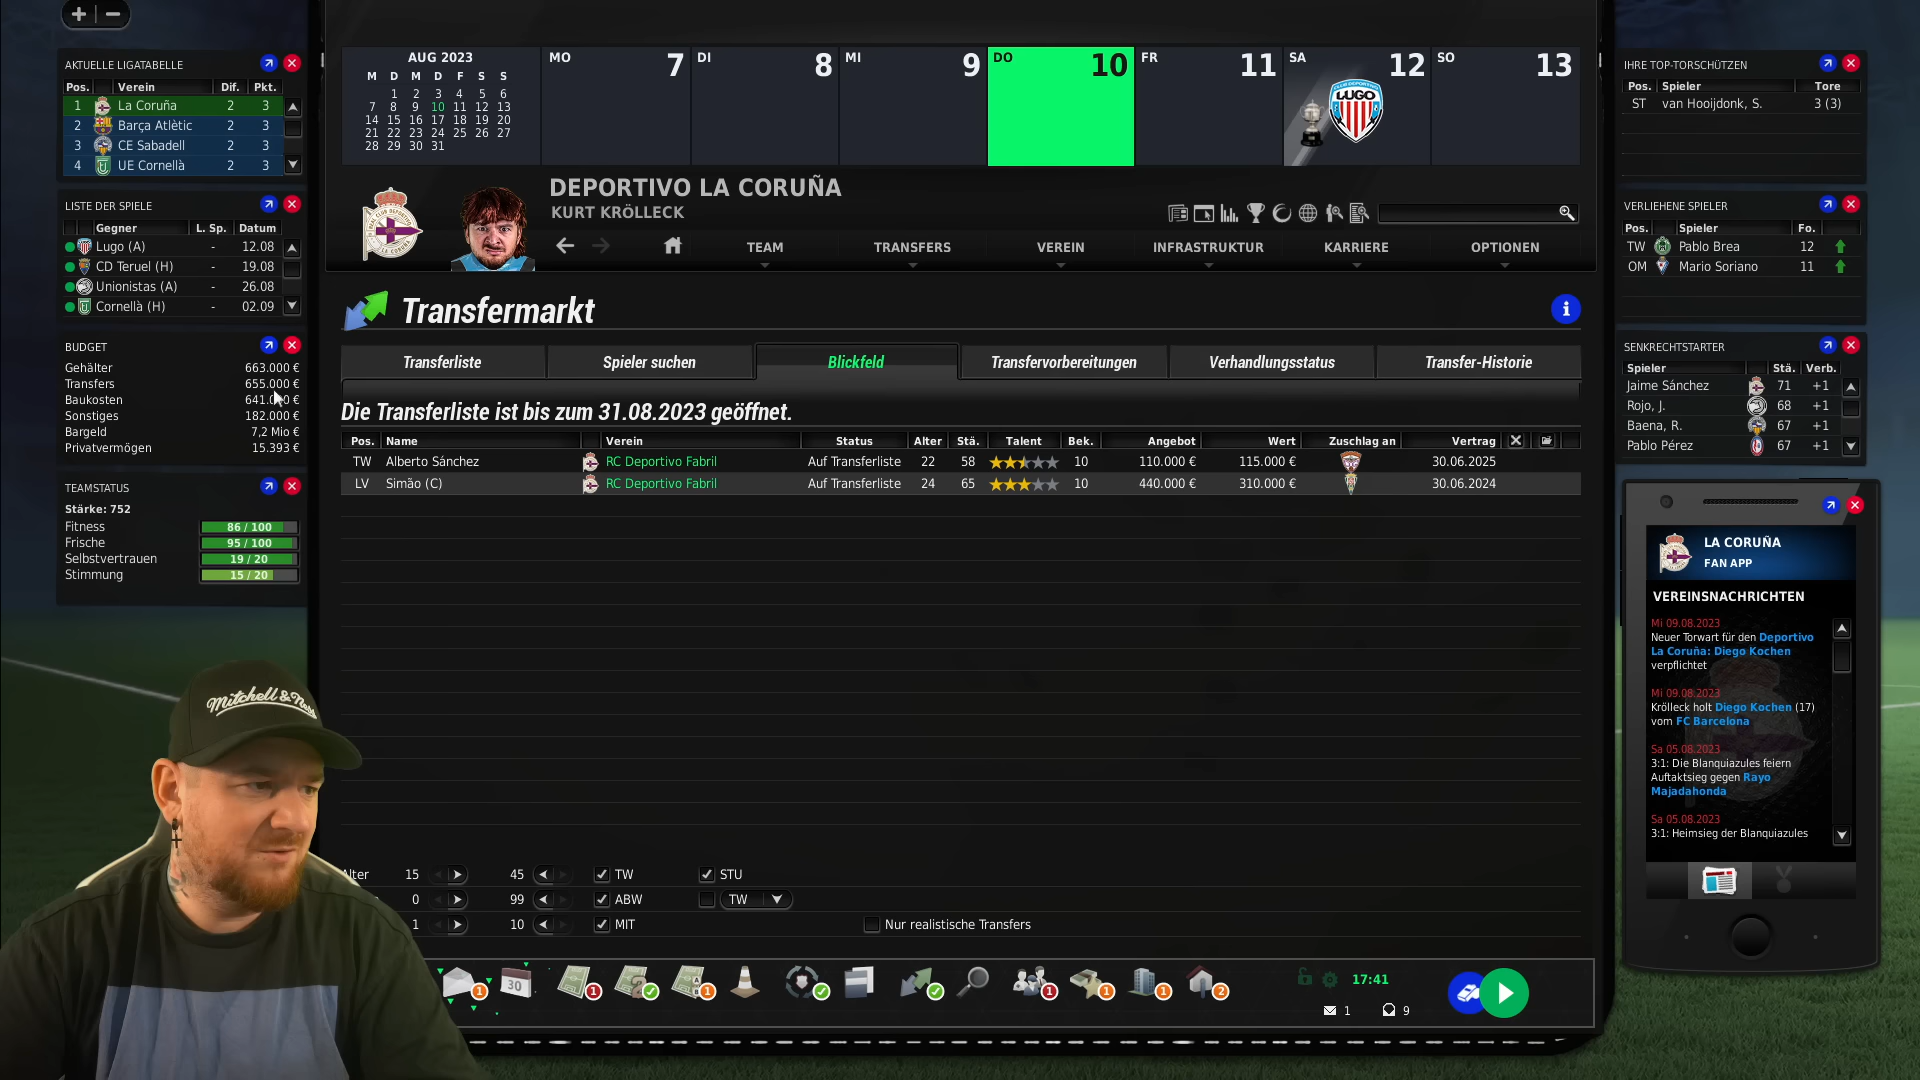 AKTUELLE LIGATABELLE
Pos. Verein Dif. Pkt.
1 La Coruña 2 3
2 Barça Atlètic 2 3
3 CE Sabadell 2 3
4 UE Cornellà 2 3
LISTE DER SPIELE
Gegner L. Sp. Datum
Lugo (A) - 12.08
CD Teruel (H) - 19.08
Unionistas (A) - 26.08
Cornellà (H) - 02.09
BUDGET
Gehälter 663.000 €
Transfers 655.000 €
Baukosten
Sonstiges 182.000 €
Bargeld 7,2 Mio €
Privatvermögen 15.393 €
TEAMSTATUS
Stärke: 752
Fitness 86 / 100
Frische 95 / 100
Selbstvertrauen 19 / 20
Stimmung 15 / 20
AUG 2023
M D M D F S S
1 2 3 4 5 6
7 8 9 10 11 12 13
14 15 16 17 18 19 20
21 22 23 24 25 26 27
28 29 30 31
MO 7 DI 8 MI 9 DO 10 FR 11 SA 12 SO 13
LUGO
DEPORTIVO LA CORUÑA
KURT KRÖLLECK
TEAM TRANSFERS VEREIN INFRASTRUKTUR KARRIERE OPTIONEN
Transfermarkt
Transferliste Spieler suchen Blickfeld Transfervorbereitungen Verhandlungsstatus Transfer-Historie
Die Transferliste ist bis zum 31.08.2023 geöffnet.
Pos. Name Verein Status Alter Stä. Talent Bek. Angebot Wert Zuschlag an Vertrag
TW Alberto Sánchez RC Deportivo Fabril Auf Transferliste 22 58 10 110.000 € 115.000 € 30.06.2025
LV Simão (C) RC Deportivo Fabril Auf Transferliste 24 65 10 440.000 € 310.000 € 30.06.2024
15 45 TW STU
0 99 ABW TW
1 10 MIT Nur realistische Transfers
1 30 1 1 1 1 1 2
17:41
1 9
IHRE TOP-TORSCHÜTZEN
Pos. Spieler Tore
ST van Hooijdonk, S. 3 (3)
VERLIEHENE SPIELER
Pos. Spieler Fo.
TW Pablo Brea 12
OM Mario Soriano 11
SENKRECHTSTARTER
Spieler Stä. Verb.
Jaime Sánchez 71 +1
Rojo, J. 68 +1
Baena, R. 67 +1
Pablo Pérez 67 +1
LA CORUÑA
FAN APP
VEREINSNACHRICHTEN
Mi 09.08.2023
Neuer Torwart für den Deportivo
La Coruña: Diego Kochen
verpflichtet
Mi 09.08.2023
Krölleck holt Diego Kochen (17)
vom FC Barcelona
Sa 05.08.2023
3:1: Die Blanquiazules feiern
Auftaktsieg gegen Rayo
Majadahonda
Sa 05.08.2023
3:1: Heimsieg der Blanquiazules
Mitchell & Ness